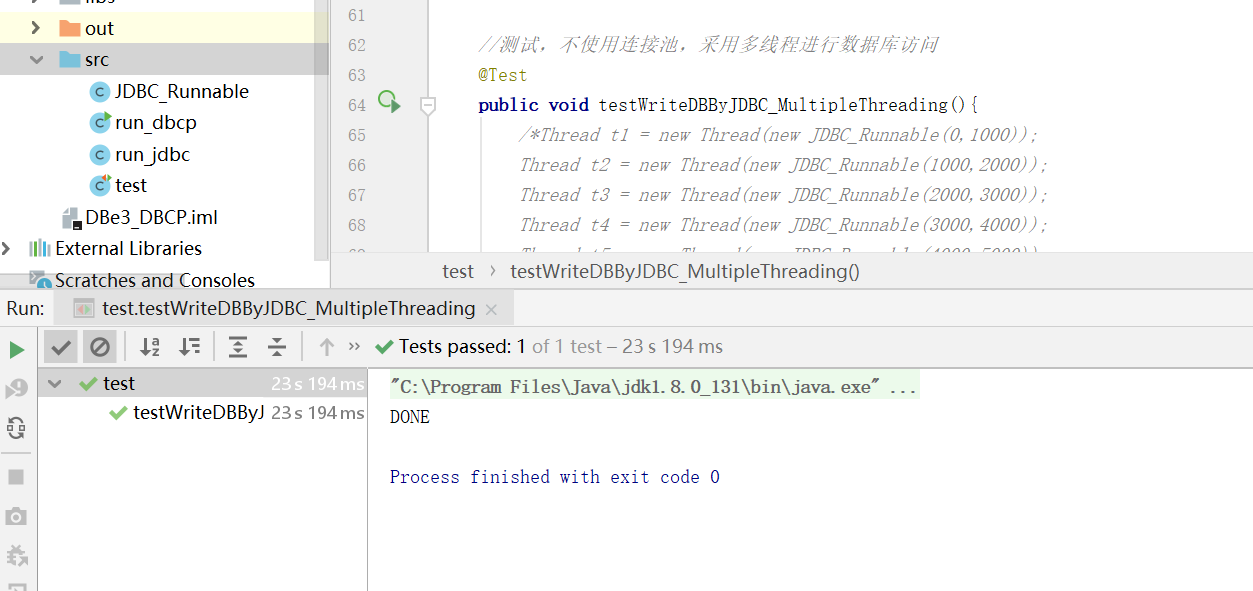 libs
out
src
JDBC_Runnable
run_dbcp
run_jdbc
test
DBe3_DBCP.iml
External Libraries
Scratches and Consoles
61
62 //测试，不使用连接池，采用多线程进行数据库访问
63 @Test
64 public void testWriteDBByJDBC_MultipleThreading(){
65 /*Thread t1 = new Thread(new JDBC_Runnable(0,1000));
66 Thread t2 = new Thread(new JDBC_Runnable(1000,2000));
67 Thread t3 = new Thread(new JDBC_Runnable(2000,3000));
68 Thread t4 = new Thread(new JDBC_Runnable(3000,4000));
test › testWriteDBByJDBC_MultipleThreading()
Run: test.testWriteDBByJDBC_MultipleThreading
Tests passed: 1 of 1 test – 23 s 194 ms
test 23 s 194 ms
testWriteDBByJ 23 s 194 ms
"C:\Program Files\Java\jdk1.8.0_131\bin\java.exe" ...
DONE
Process finished with exit code 0